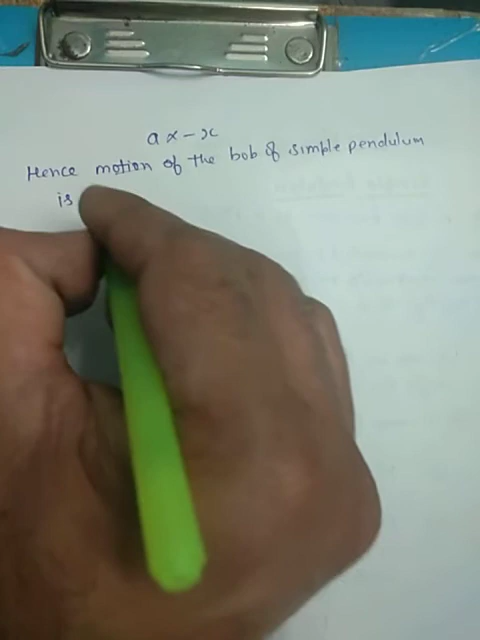 a ∝ - x
Hence motion of the bob of simple pendulum
is